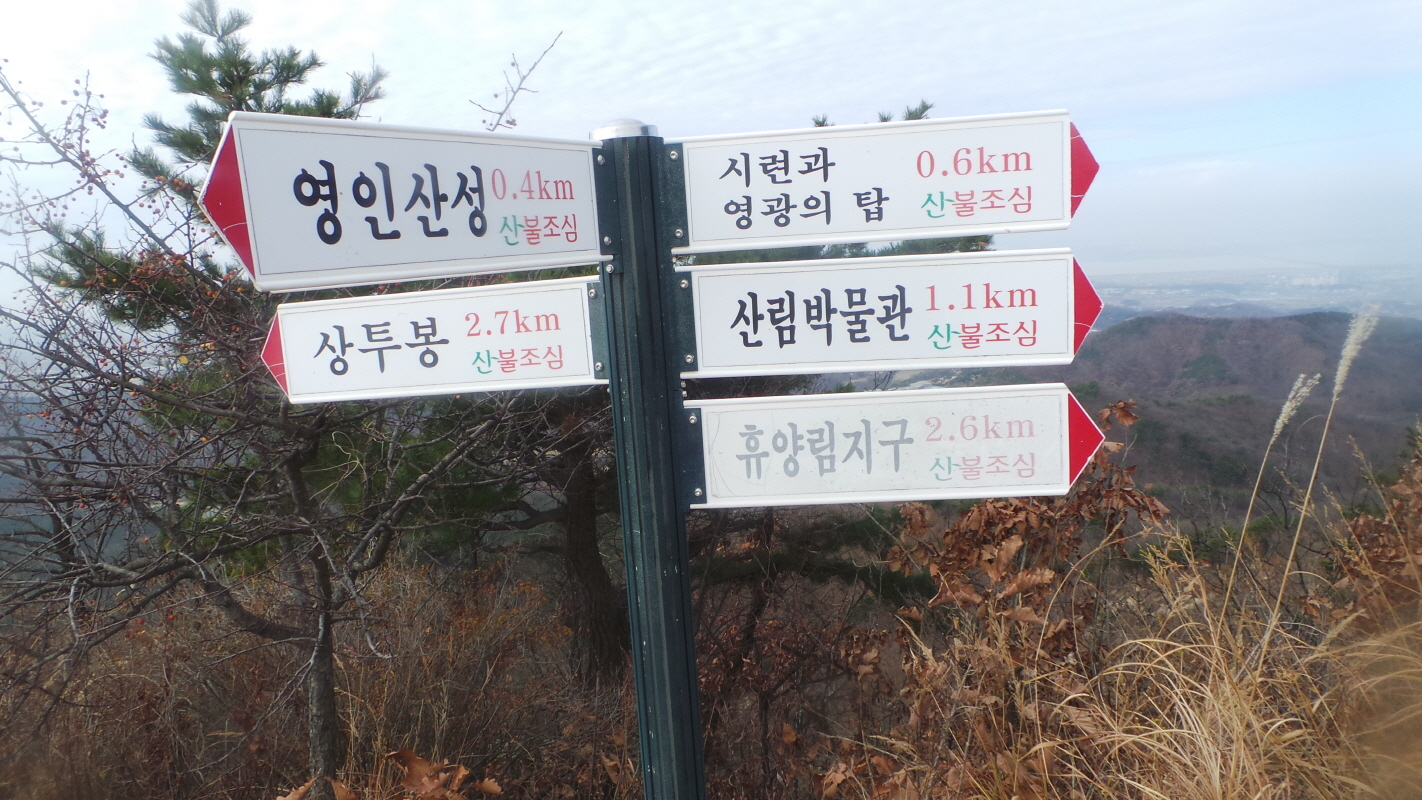 영인산성 0.4km
산불조심
상투봉 2.7km
산불조심
시련과
영광의 탑 0.6km
산불조심
산림박물관 1.1km
산불조심
휴양림지구 2.6km
산불조심